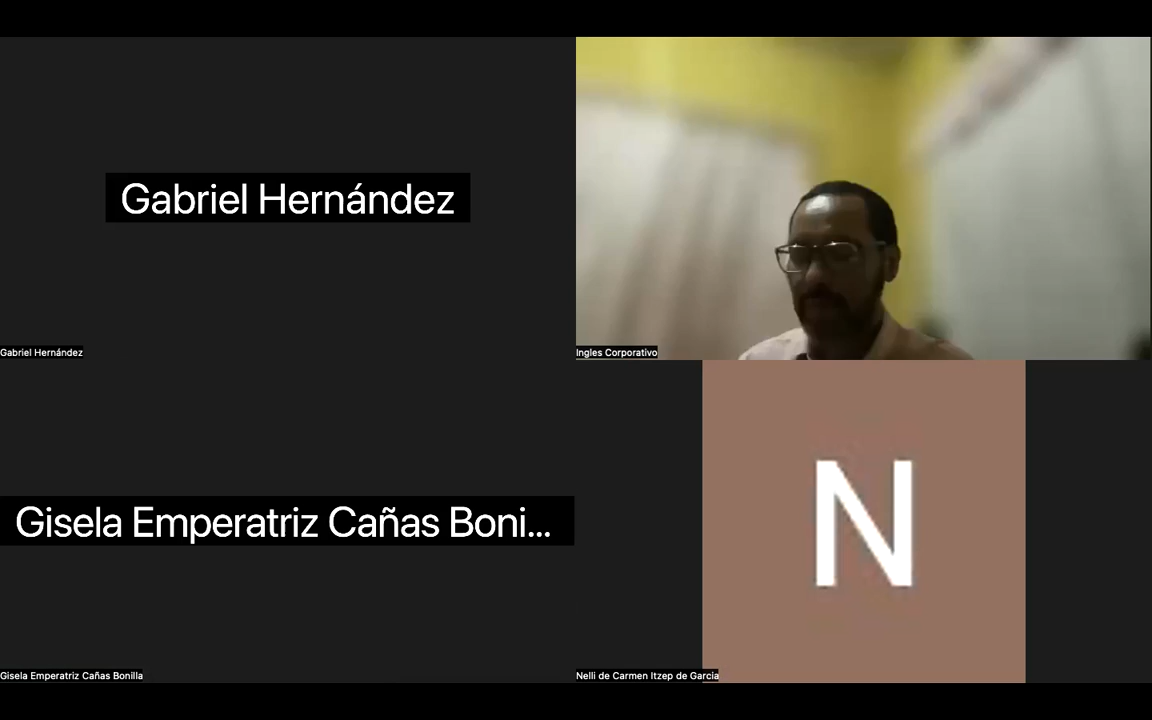 Gabriel Hernández
Gabriel Hernández
Ingles Corporativo
Gisela Emperatriz Cañas Boni...
N
Gisela Emperatriz Cañas Bonilla
Nelli de Carmen Itzep de Garcia